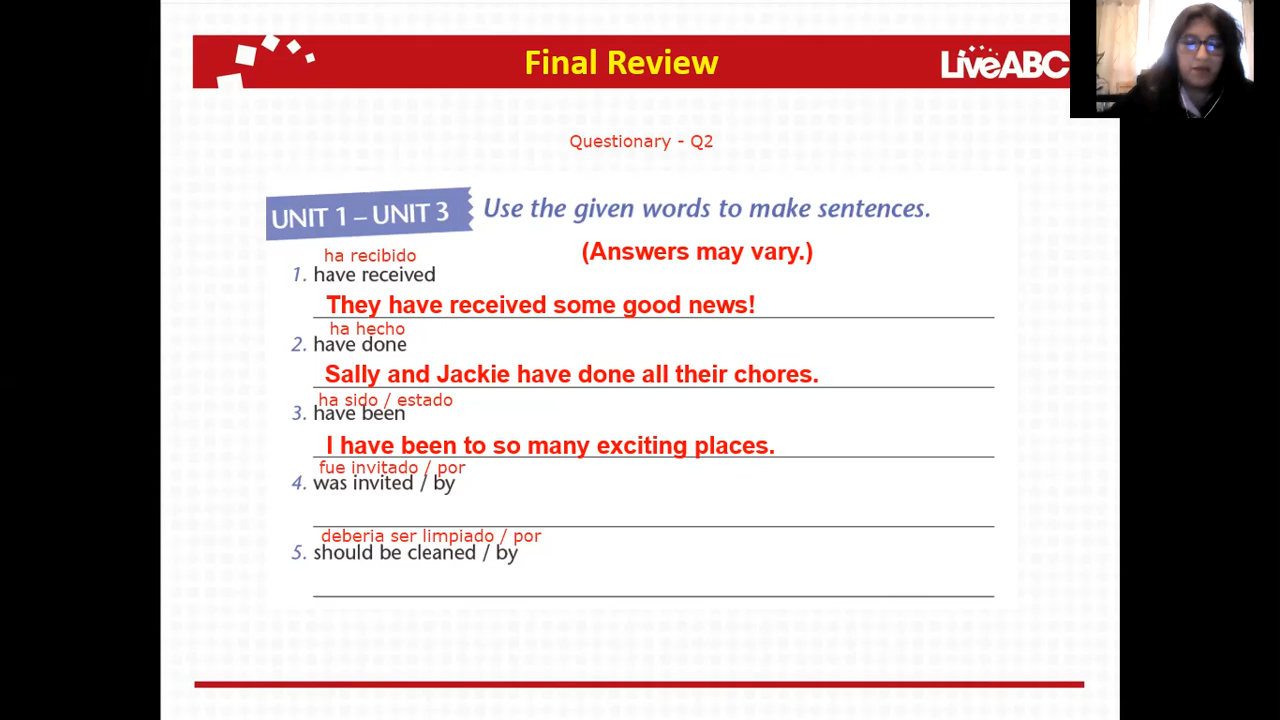 Final Review
LiveABC
Questionary - Q2
UNIT 1 – UNIT 3
Use the given words to make sentences.
(Answers may vary.)
ha recibido
1. have received
They have received some good news!
ha hecho
2. have done
Sally and Jackie have done all their chores.
ha sido / estado
3. have been
I have been to so many exciting places.
fue invitado / por
4. was invited / by
deberia ser limpiado / por
5. should be cleaned / by